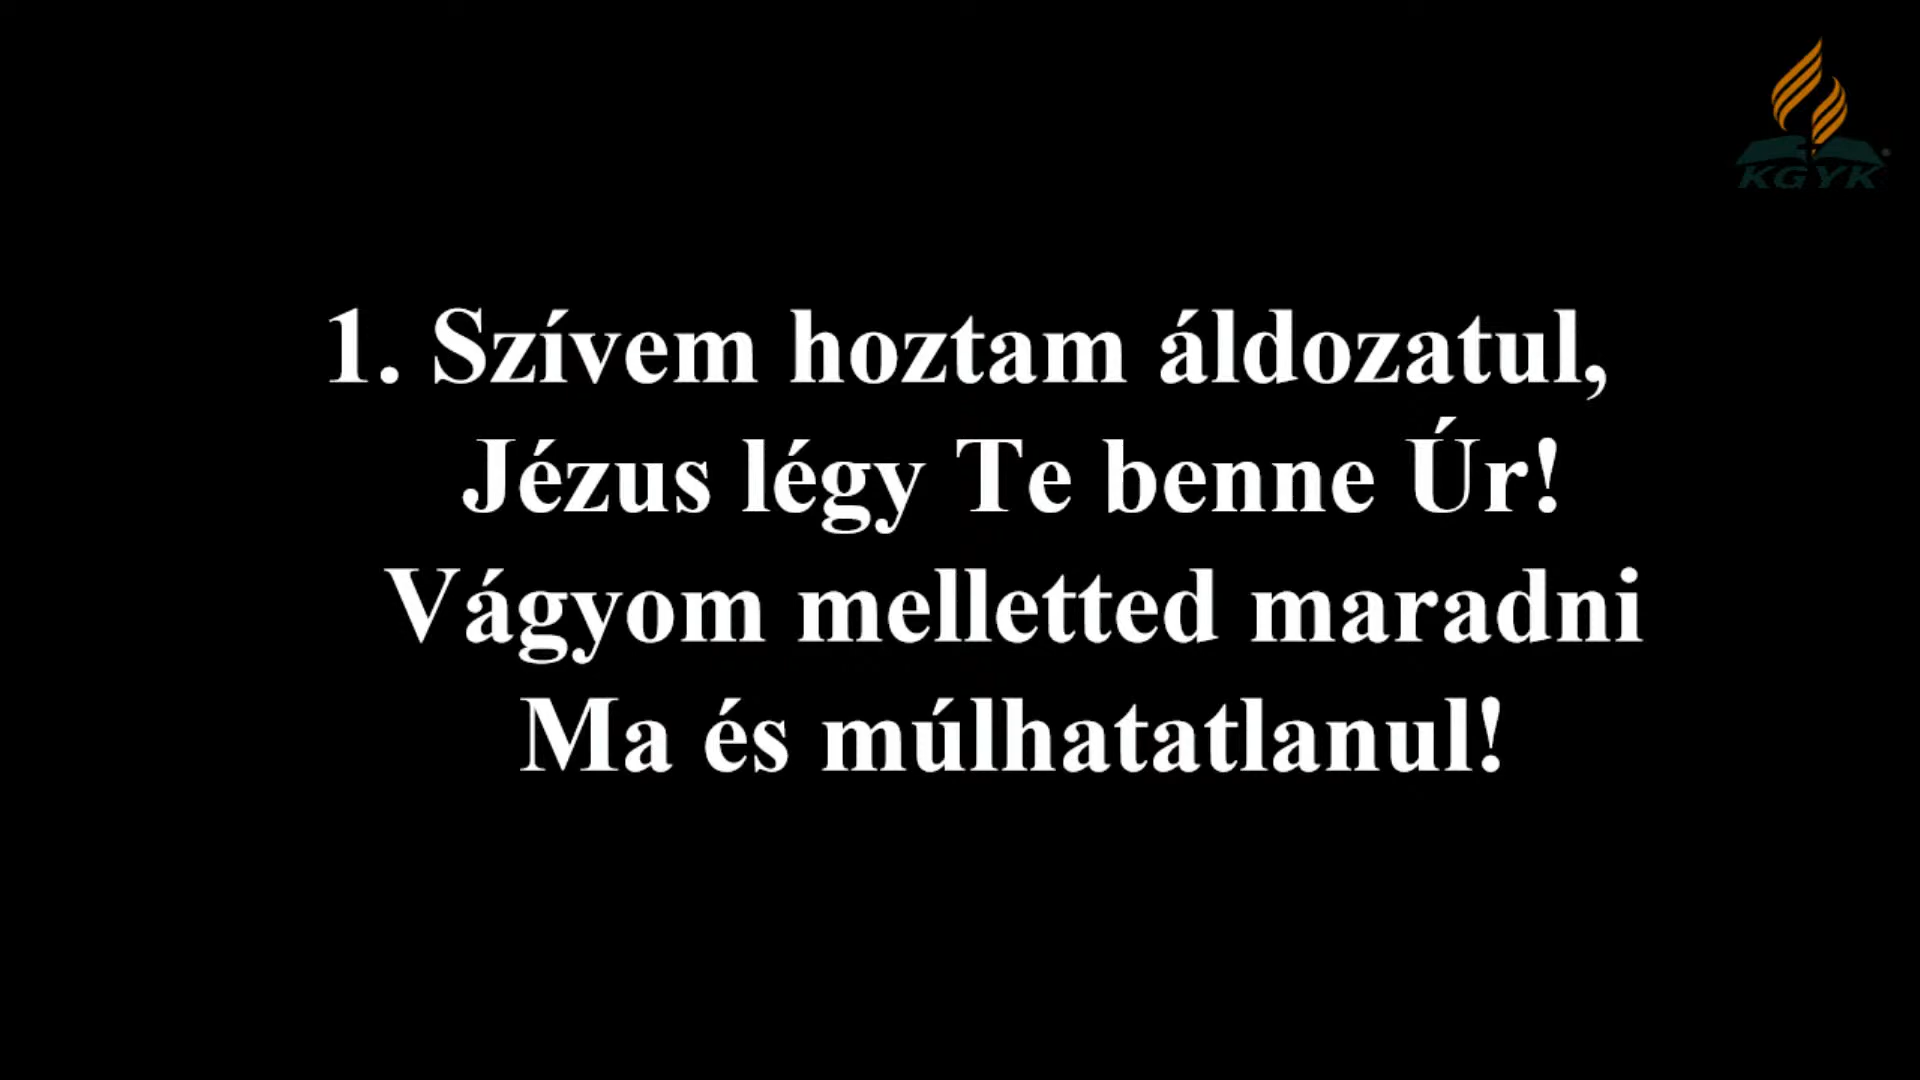 KGYK
1. Szívem hoztam áldozatul,
Jézus légy Te benne Úr!
Vágyom melletted maradni
Ma és múlhatatlanul!